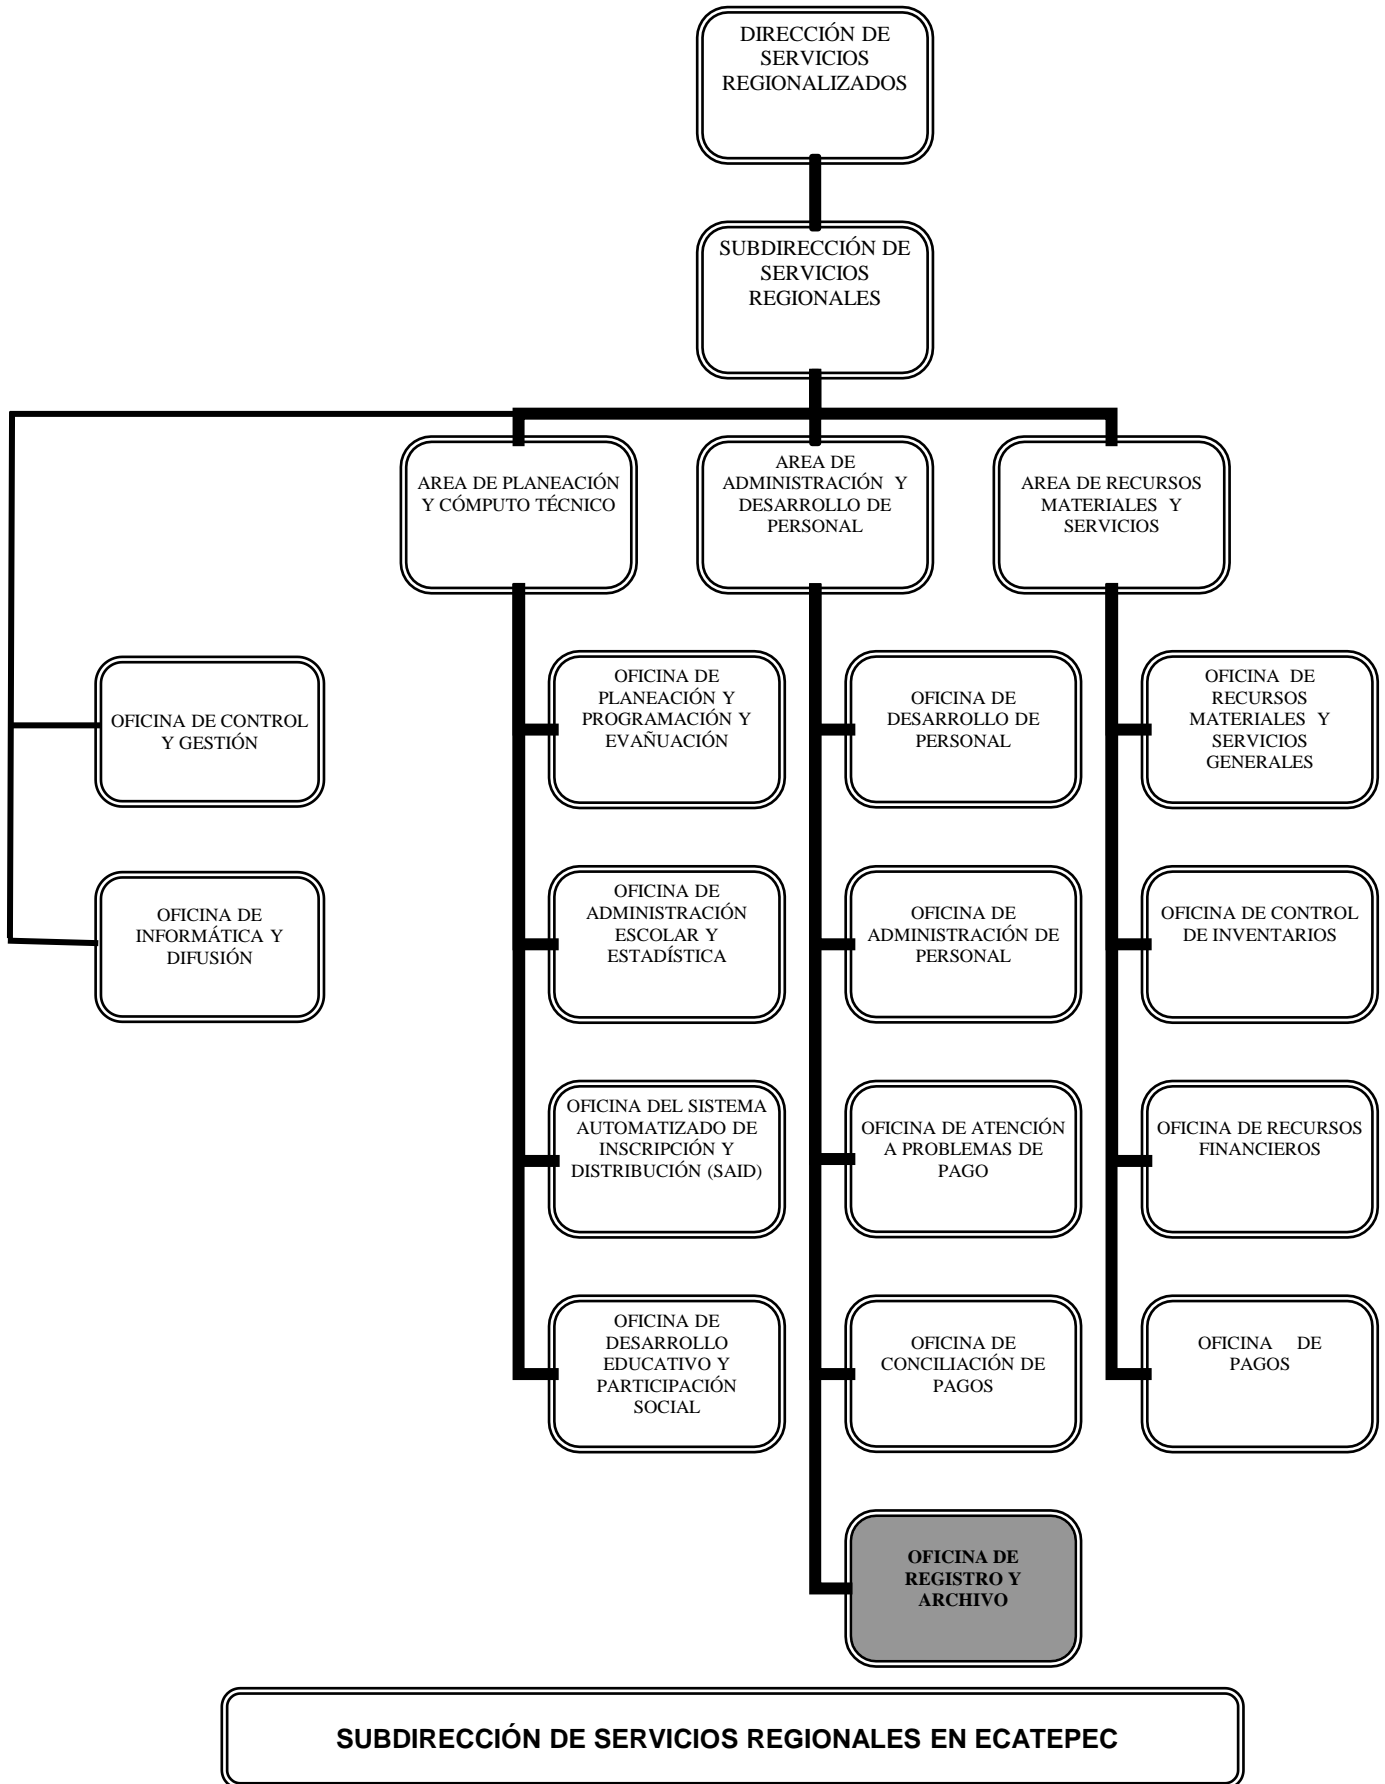 DIRECCIÓN DE
SERVICIOS
REGIONALIZADOS
SUBDIRECCIÓN DE
SERVICIOS
REGIONALES
AREA DE PLANEACIÓN
Y CÓMPUTO TÉCNICO
AREA DE
ADMINISTRACIÓN Y
DESARROLLO DE
PERSONAL
AREA DE RECURSOS
MATERIALES Y
SERVICIOS
OFICINA DE CONTROL
Y GESTIÓN
OFICINA DE
PLANEACIÓN Y
PROGRAMACIÓN Y
EVAÑUACIÓN
OFICINA DE
DESARROLLO DE
PERSONAL
OFICINA DE
RECURSOS
MATERIALES Y
SERVICIOS
GENERALES
OFICINA DE
INFORMÁTICA Y
DIFUSIÓN
OFICINA DE
ADMINISTRACIÓN
ESCOLAR Y
ESTADÍSTICA
OFICINA DE
ADMINISTRACIÓN DE
PERSONAL
OFICINA DE CONTROL
DE INVENTARIOS
OFICINA DEL SISTEMA
AUTOMATIZADO DE
INSCRIPCIÓN Y
DISTRIBUCIÓN (SAID)
OFICINA DE ATENCIÓN
A PROBLEMAS DE
PAGO
OFICINA DE RECURSOS
FINANCIEROS
OFICINA DE
DESARROLLO
EDUCATIVO Y
PARTICIPACIÓN
SOCIAL
OFICINA DE
CONCILIACIÓN DE
PAGOS
OFICINA DE
PAGOS
OFICINA DE
REGISTRO Y
ARCHIVO
SUBDIRECCIÓN DE SERVICIOS REGIONALES EN ECATEPEC